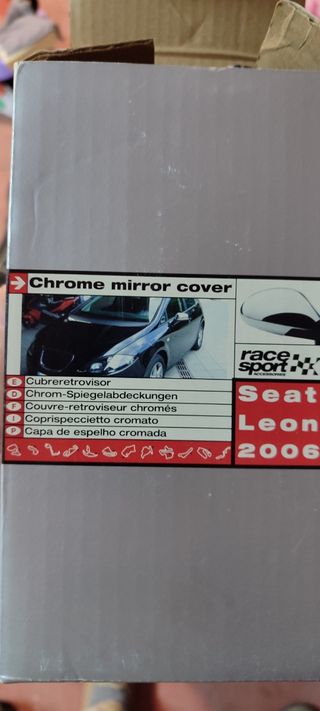 Chrome mirror cover
E Cubreretrovisor
D Chrom-Spiegelabdeckungen
F Couvre-retroviseur chromés
I Coprispeccietto cromato
P Capa de espelho cromada
race
sport
ACCESSORIES
Seat
Leon
2006